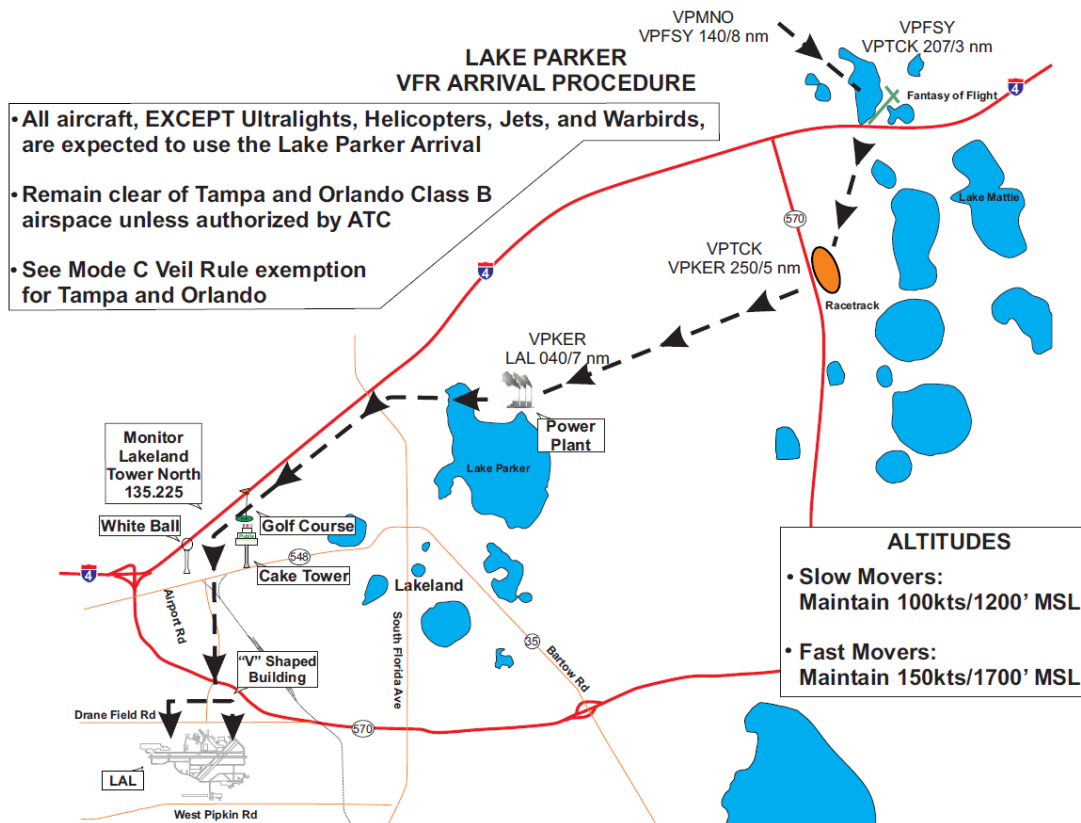 VPMNO
VPFSY 140/8 nm
VPFSY
VPTCK 207/3 nm
LAKE PARKER
VFR ARRIVAL PROCEDURE
4
Fantasy of Flight
• All aircraft, EXCEPT Ultralights, Helicopters, Jets, and Warbirds,
are expected to use the Lake Parker Arrival
• Remain clear of Tampa and Orlando Class B
airspace unless authorized by ATC
• See Mode C Veil Rule exemption
for Tampa and Orlando
Lake Mattie
570
4
VPTCK
VPKER 250/5 nm
Racetrack
VPKER
LAL 040/7 nm
Power
Plant
Lake Parker
Monitor
Lakeland
Tower North
135.225
White Ball
Golf Course
548
Cake Tower
4
Lakeland
Airport Rd
South Florida Ave
35
Bartow Rd
ALTITUDES
• Slow Movers:
Maintain 100kts/1200' MSL
• Fast Movers:
Maintain 150kts/1700' MSL
"V" Shaped
Building
Drane Field Rd
570
LAL
West Pipkin Rd